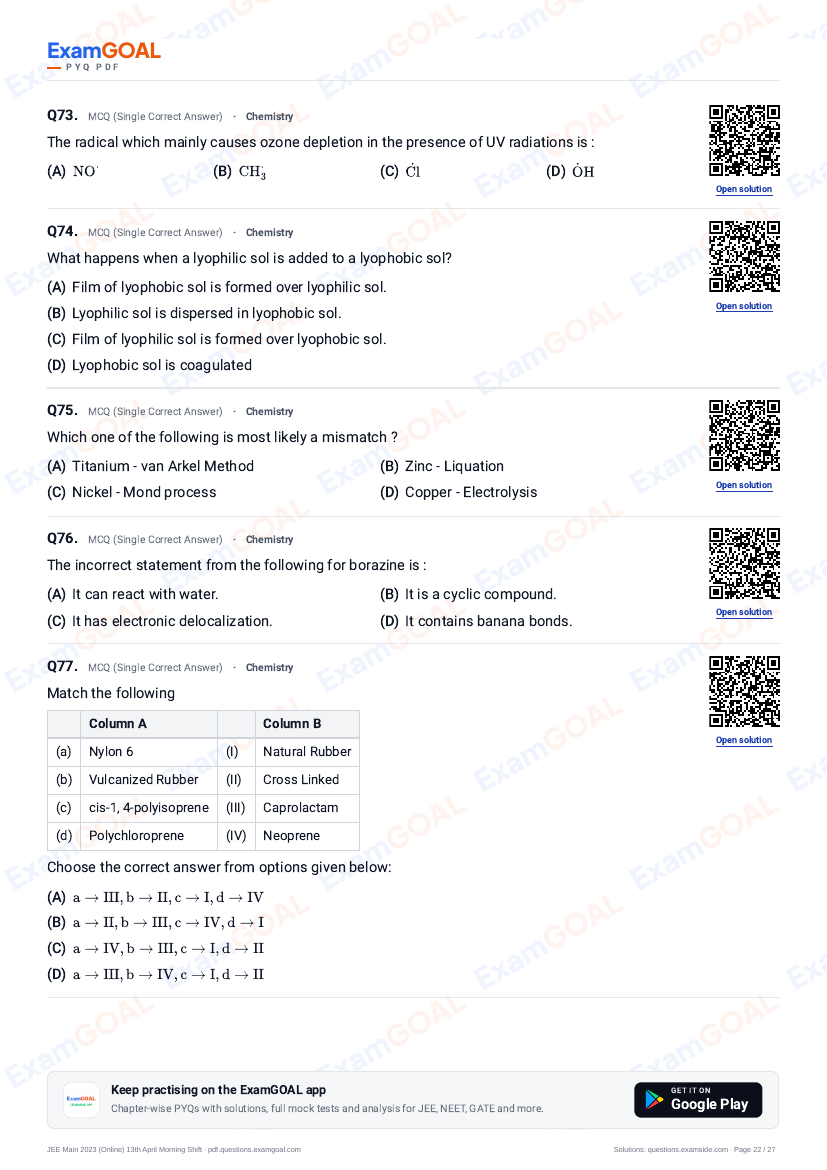 ExamGOAL
PYQ PDF
Q73. MCQ (Single Correct Answer) · Chemistry
The radical which mainly causes ozone depletion in the presence of UV radiations is :
(A) NO˙ (B) CH₃˙ (C) Ċl (D) ȮH
Open solution
Q74. MCQ (Single Correct Answer) · Chemistry
What happens when a lyophilic sol is added to a lyophobic sol?
(A) Film of lyophobic sol is formed over lyophilic sol.
(B) Lyophilic sol is dispersed in lyophobic sol.
(C) Film of lyophilic sol is formed over lyophobic sol.
(D) Lyophobic sol is coagulated
Open solution
Q75. MCQ (Single Correct Answer) · Chemistry
Which one of the following is most likely a mismatch ?
(A) Titanium - van Arkel Method (B) Zinc - Liquation
(C) Nickel - Mond process (D) Copper - Electrolysis
Open solution
Q76. MCQ (Single Correct Answer) · Chemistry
The incorrect statement from the following for borazine is :
(A) It can react with water. (B) It is a cyclic compound.
(C) It has electronic delocalization. (D) It contains banana bonds.
Open solution
Q77. MCQ (Single Correct Answer) · Chemistry
Match the following
Column A Column B
(a) Nylon 6 (I) Natural Rubber
(b) Vulcanized Rubber (II) Cross Linked
(c) cis-1, 4-polyisoprene (III) Caprolactam
(d) Polychloroprene (IV) Neoprene
Open solution
Choose the correct answer from options given below:
(A) a → III, b → II, c → I, d → IV
(B) a → II, b → III, c → IV, d → I
(C) a → IV, b → III, c → I, d → II
(D) a → III, b → IV, c → I, d → II
ExamGOAL
Keep practising on the ExamGOAL app
Chapter-wise PYQs with solutions, full mock tests and analysis for JEE, NEET, GATE and more.
GET IT ON
Google Play
JEE Main 2023 (Online) 13th April Morning Shift · pdf.questions.examgoal.com
Solutions: questions.examside.com · Page 22 / 27